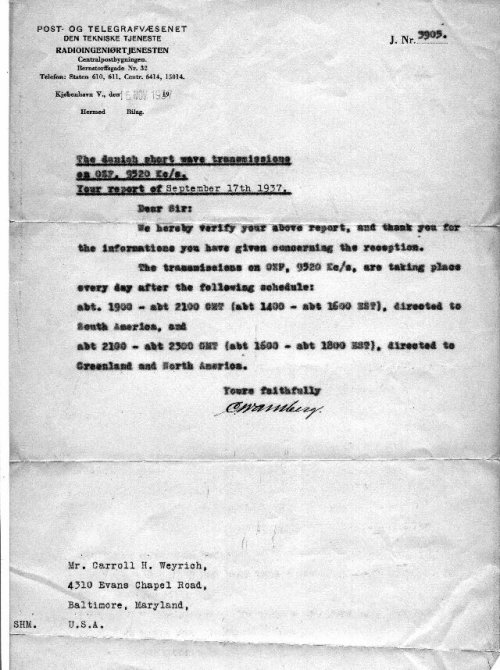 POST- OG TELEGRAFVÆSENET
DEN TEKNISKE TJENESTE
RADIOINGENIØRTJENESTEN
Centralpostbygningen.
Bernstorffsgade Nr. 32
Telefon: Staten 610, 611. Centr. 6414, 15014.
J. Nr. 3905.
Kjøbenhavn V., den 15 NOV 1937
Hermed Bilag.
The danish short wave transmissions
on OZF, 9520 Kc/s.
Your report of September 17th 1937.
Dear Sir:
We hereby verify your above report, and thank you for
the informations you have given concerning the reception.
The transmissions on OZF, 9520 Kc/s, are taking place
every day after the following schedule:
abt. 1900 - abt 2100 GMT (abt 1400 - abt 1600 EST), directed to
South America, and
abt 2100 - abt 2300 GMT (abt 1600 - abt 1800 EST), directed to
Greenland and North America.
Yours faithfully
Mr. Carroll H. Weyrich,
4310 Evans Chapel Road,
Baltimore, Maryland,
SHM. U.S.A.